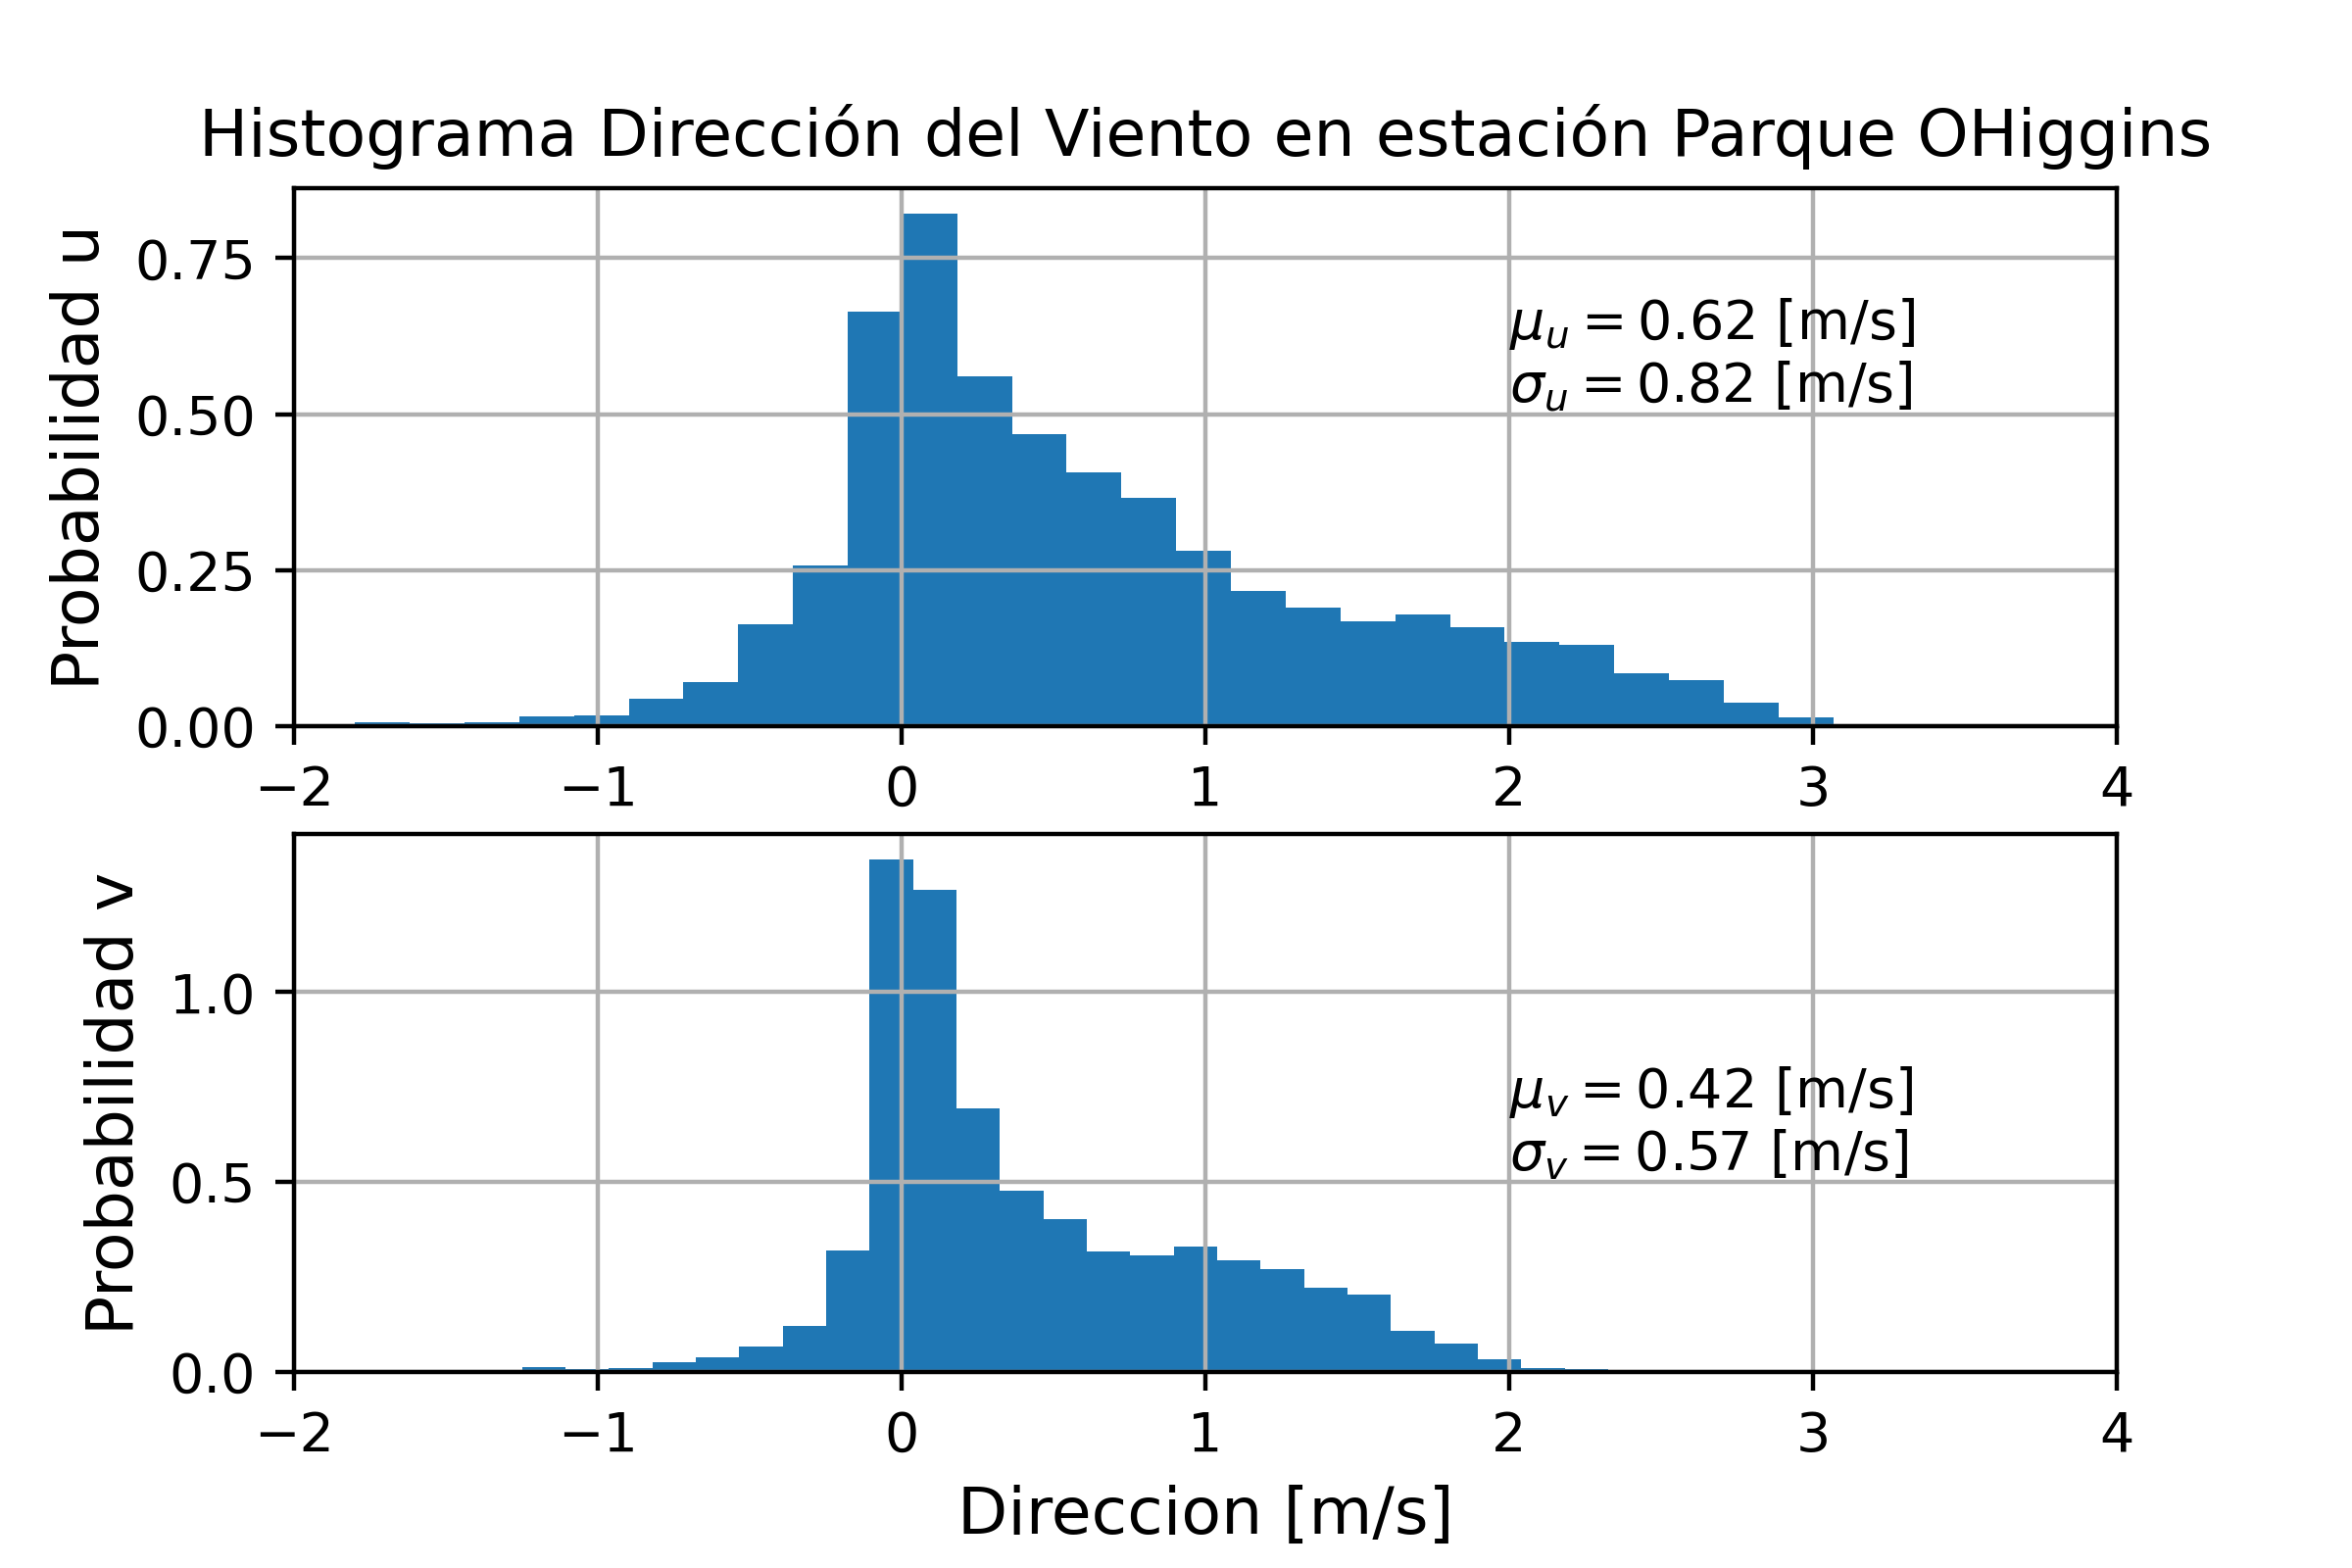 Histograma Dirección del Viento en estación Parque OHiggins
Probabilidad u
0.75
0.50
0.25
0.00
μu = 0.62 [m/s]
σu = 0.82 [m/s]
−2 −1 0 1 2 3 4
Probabilidad v
1.0
0.5
0.0
μv = 0.42 [m/s]
σv = 0.57 [m/s]
−2 −1 0 1 2 3 4
Direccion [m/s]